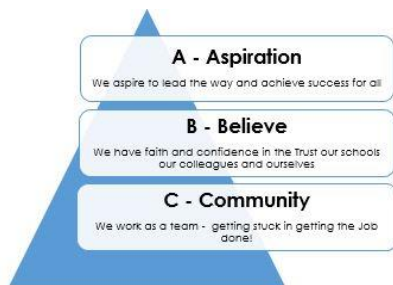 A - Aspiration
We aspire to lead the way and achieve success for all
B - Believe
We have faith and confidence in the Trust our schools
our colleagues and ourselves
C - Community
We work as a team - getting stuck in getting the Job
done!